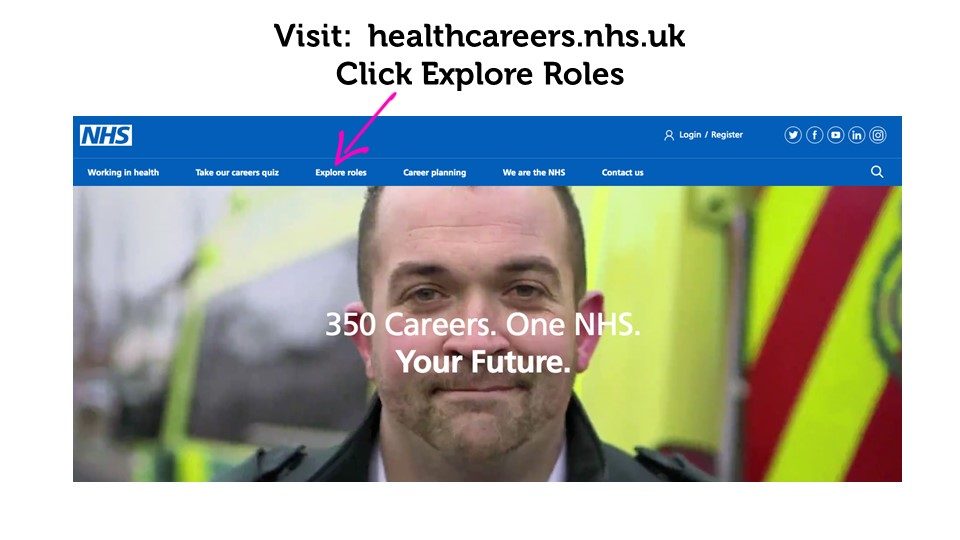 Visit:  healthcareers.nhs.uk
Click Explore Roles
NHS
Login / Register
Working in health
Take our careers quiz
Explore roles
Career planning
We are the NHS
Contact us
350 Careers. One NHS.
Your Future.